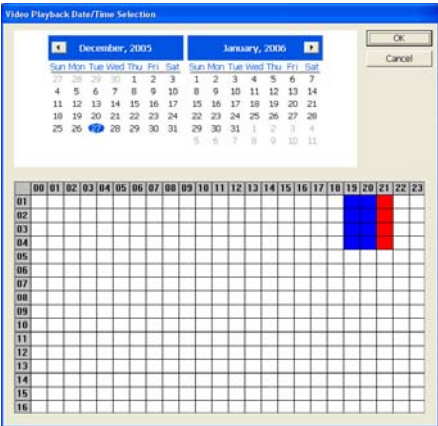 Video Playback Date/Time Selection
OK
Cancel
December, 2005 January, 2006
Sun Mon Tue Wed Thu Fri Sat Sun Mon Tue Wed Thu Fri Sat
27 28 29 30 1 2 3 1 2 3 4 5 6 7
4 5 6 7 8 9 10 8 9 10 11 12 13 14
11 12 13 14 15 16 17 15 16 17 18 19 20 21
18 19 20 21 22 23 24 22 23 24 25 26 27 28
25 26 27 28 29 30 31 29 30 31 1 2 3 4
5 6 7 8 9 10 11
00 01 02 03 04 05 06 07 08 09 10 11 12 13 14 15 16 17 18 19 20 21 22 23
01
02
03
04
05
06
07
08
09
10
11
12
13
14
15
16